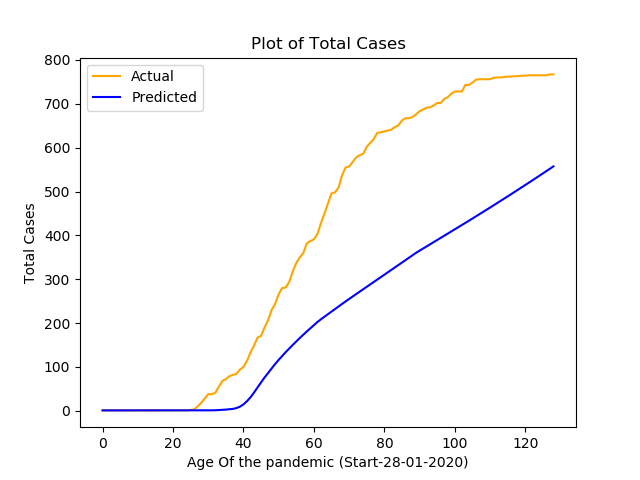 Plot of Total Cases
Actual
Predicted
800
700
600
500
400
300
200
100
0
Total Cases
0 20 40 60 80 100 120
Age Of the pandemic (Start-28-01-2020)